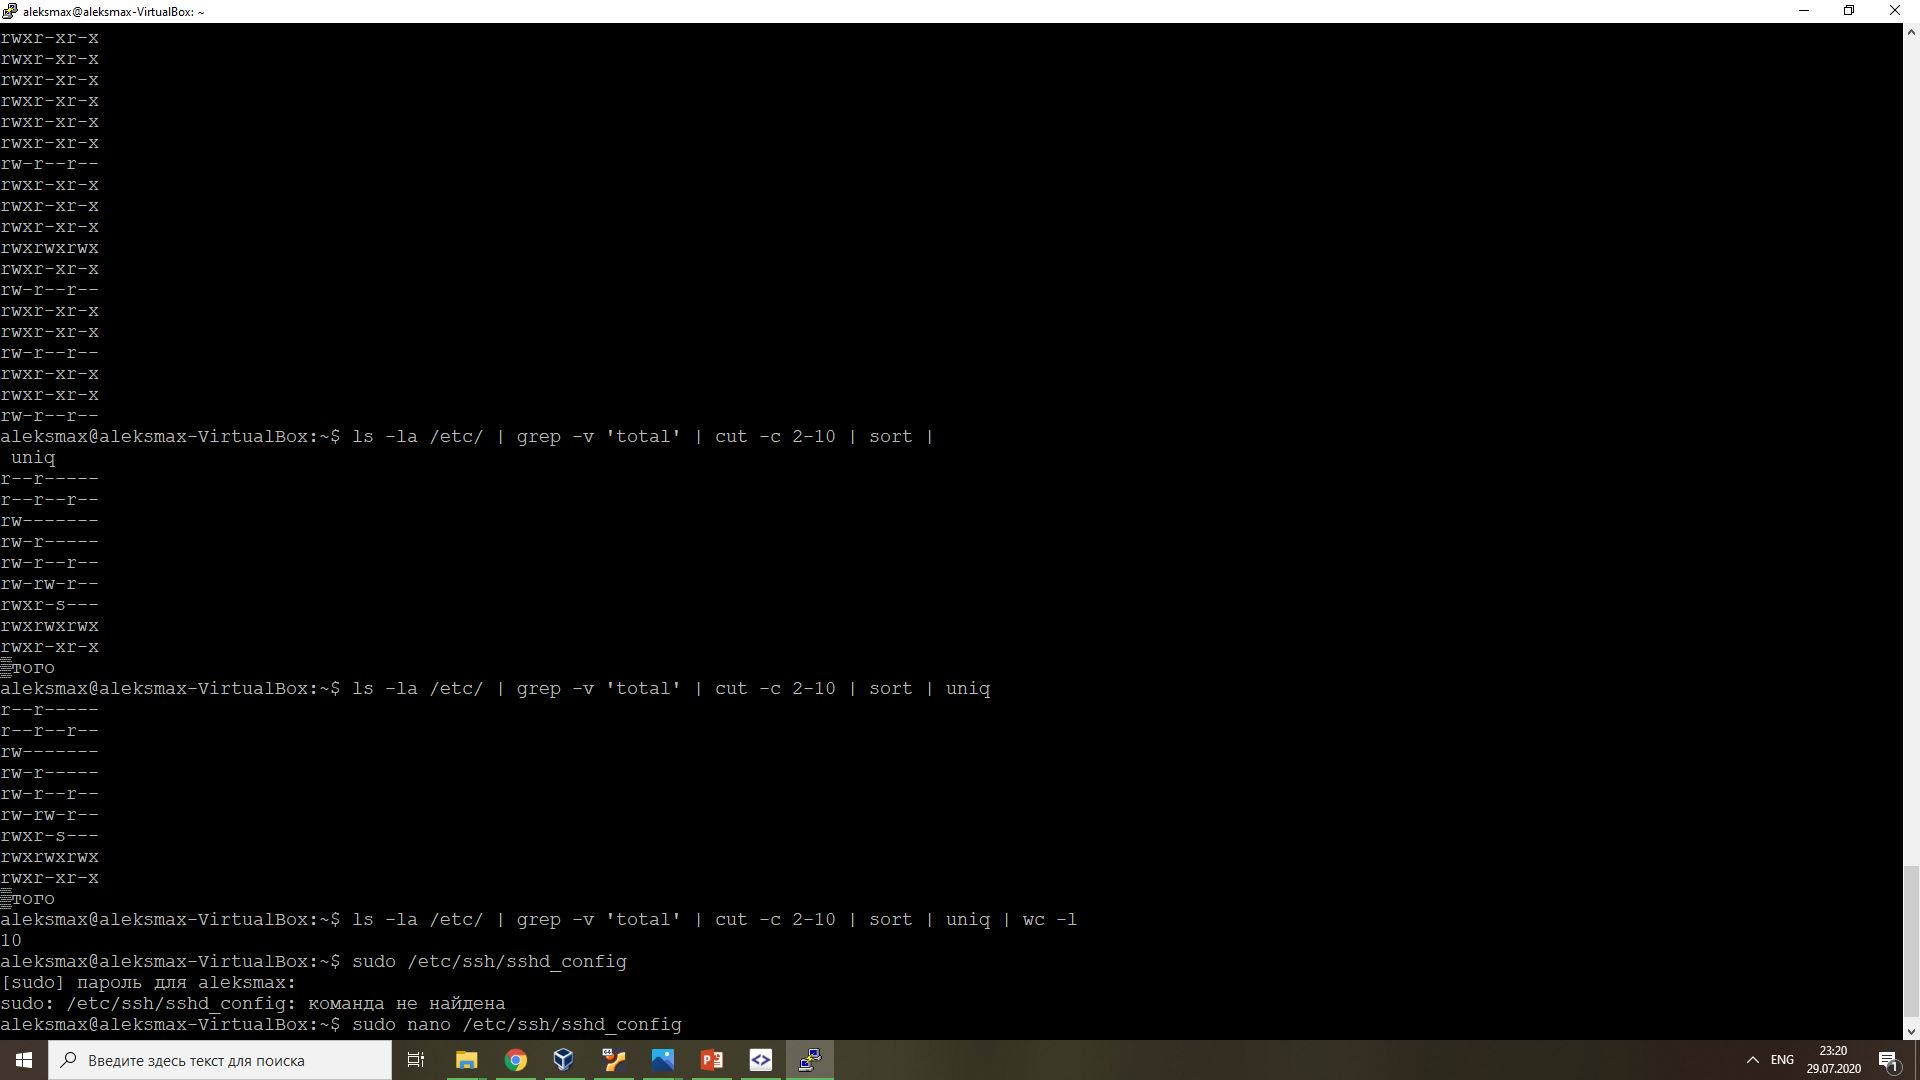 aleksmax@aleksmax-VirtualBox: ~
rwxr-xr-x
rwxr-xr-x
rwxr-xr-x
rwxr-xr-x
rwxr-xr-x
rwxr-xr-x
rw-r--r--
rwxr-xr-x
rwxr-xr-x
rwxr-xr-x
rwxrwxrwx
rwxr-xr-x
rw-r--r--
rwxr-xr-x
rwxr-xr-x
rw-r--r--
rwxr-xr-x
rwxr-xr-x
rw-r--r--
aleksmax@aleksmax-VirtualBox:~$ ls -la /etc/ | grep -v 'total' | cut -c 2-10 | sort |
 uniq
r--r-----
r--r--r--
rw-------
rw-r-----
rw-r--r--
rw-rw-r--
rwxr-s---
rwxrwxrwx
rwxr-xr-x
того
aleksmax@aleksmax-VirtualBox:~$ ls -la /etc/ | grep -v 'total' | cut -c 2-10 | sort | uniq
r--r-----
r--r--r--
rw-------
rw-r-----
rw-r--r--
rw-rw-r--
rwxr-s---
rwxrwxrwx
rwxr-xr-x
того
aleksmax@aleksmax-VirtualBox:~$ ls -la /etc/ | grep -v 'total' | cut -c 2-10 | sort | uniq | wc -l
10
aleksmax@aleksmax-VirtualBox:~$ sudo /etc/ssh/sshd_config
[sudo] пароль для aleksmax:
sudo: /etc/ssh/sshd_config: команда не найдена
aleksmax@aleksmax-VirtualBox:~$ sudo nano /etc/ssh/sshd_config
Введите здесь текст для поиска
ENG
23:20
29.07.2020
1